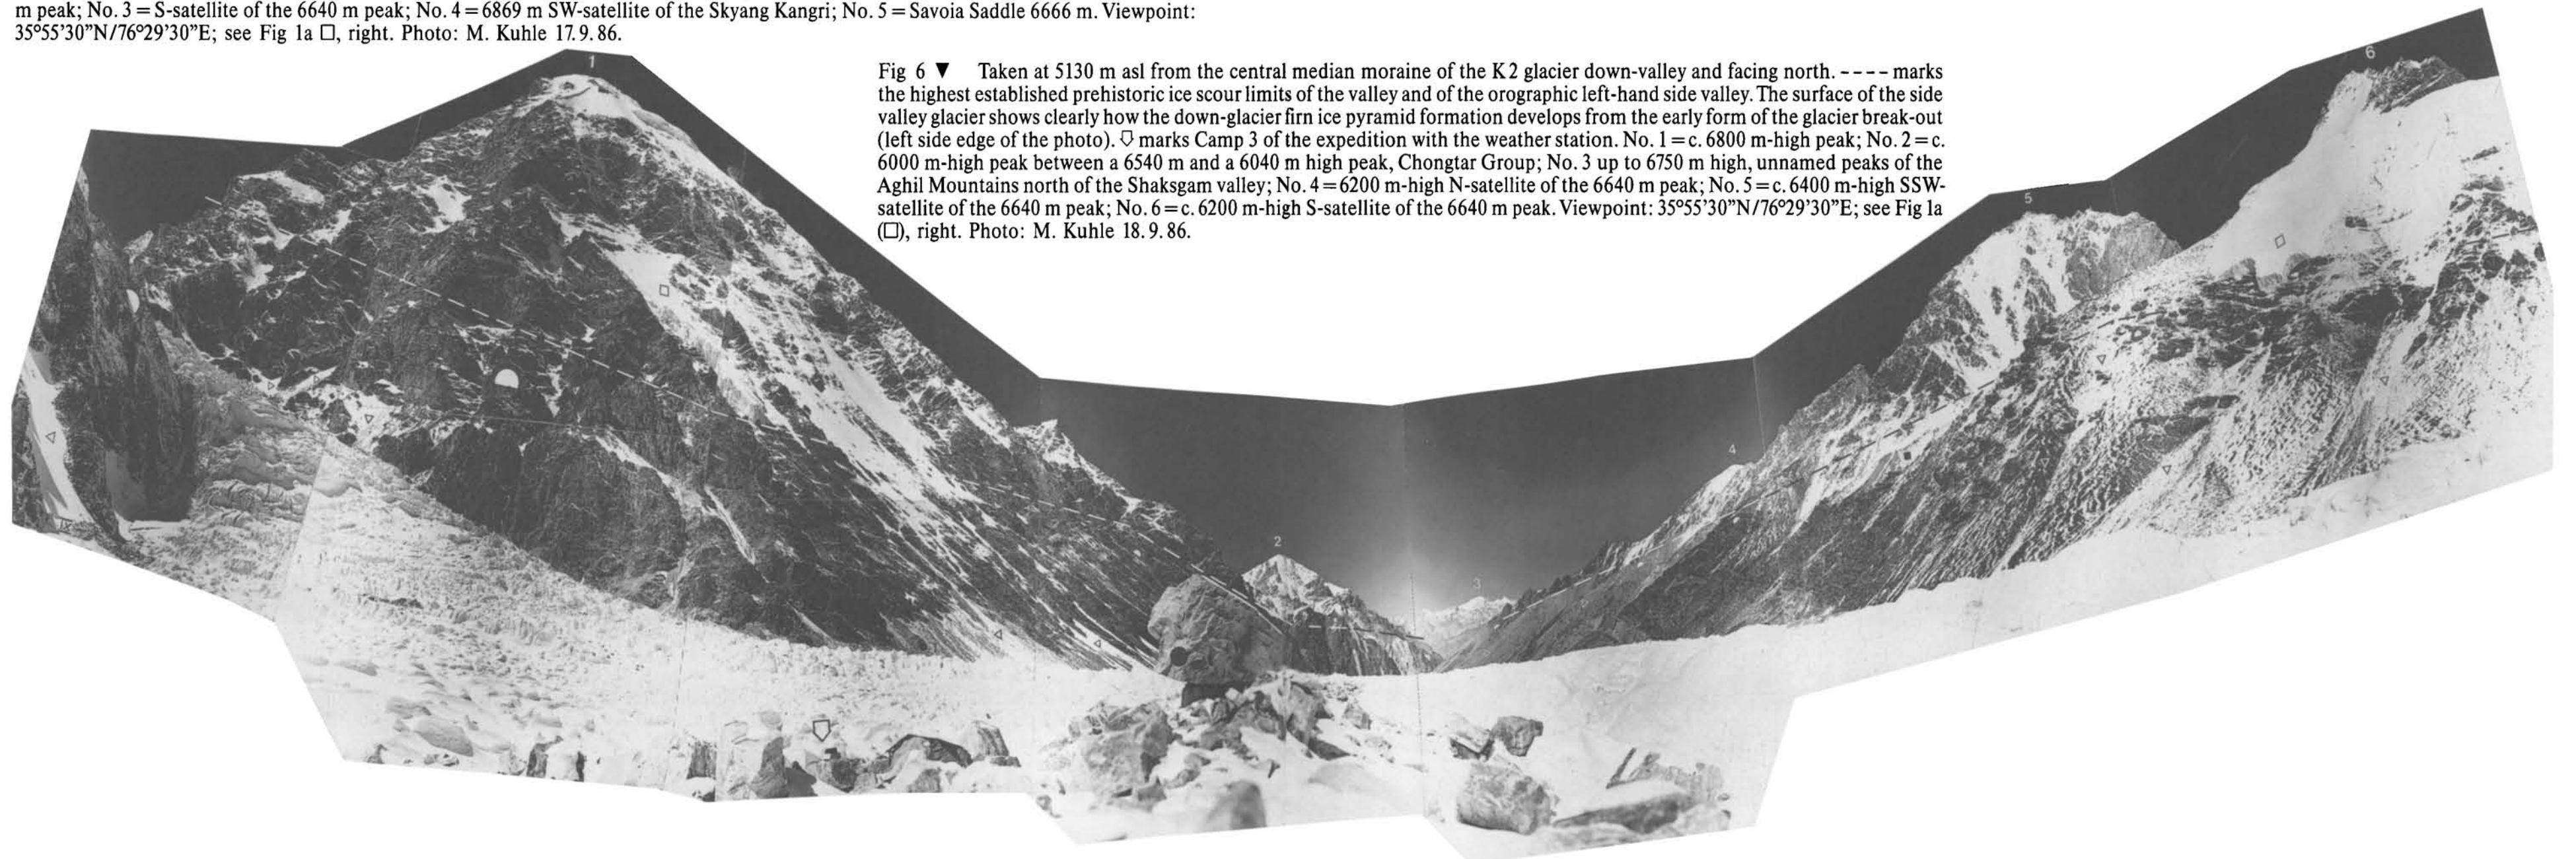 m peak; No. 3 = S-satellite of the 6640 m peak; No. 4 = 6869 m SW-satellite of the Skyang Kangri; No. 5 = Savoia Saddle 6666 m. Viewpoint:
35°55'30”N/76°29'30”E; see Fig 1a □, right. Photo: M. Kuhle 17.9.86.
1
6
Fig 6 ▼ Taken at 5130 m asl from the central median moraine of the K2 glacier down-valley and facing north. ---- marks
the highest established prehistoric ice scour limits of the valley and of the orographic left-hand side valley. The surface of the side
valley glacier shows clearly how the down-glacier firn ice pyramid formation develops from the early form of the glacier break-out
(left side edge of the photo). ⛉ marks Camp 3 of the expedition with the weather station. No. 1 = c. 6800 m-high peak; No. 2 = c.
6000 m-high peak between a 6540 m and a 6040 m high peak, Chongtar Group; No. 3 up to 6750 m high, unnamed peaks of the
Aghil Mountains north of the Shaksgam valley; No. 4 = 6200 m-high N-satellite of the 6640 m peak; No. 5 = c. 6400 m-high SSW-
satellite of the 6640 m peak; No. 6 = c. 6200 m-high S-satellite of the 6640 m peak. Viewpoint: 35°55'30”N/76°29'30”E; see Fig 1a
(□), right. Photo: M. Kuhle 18.9.86.
5
4
2
3